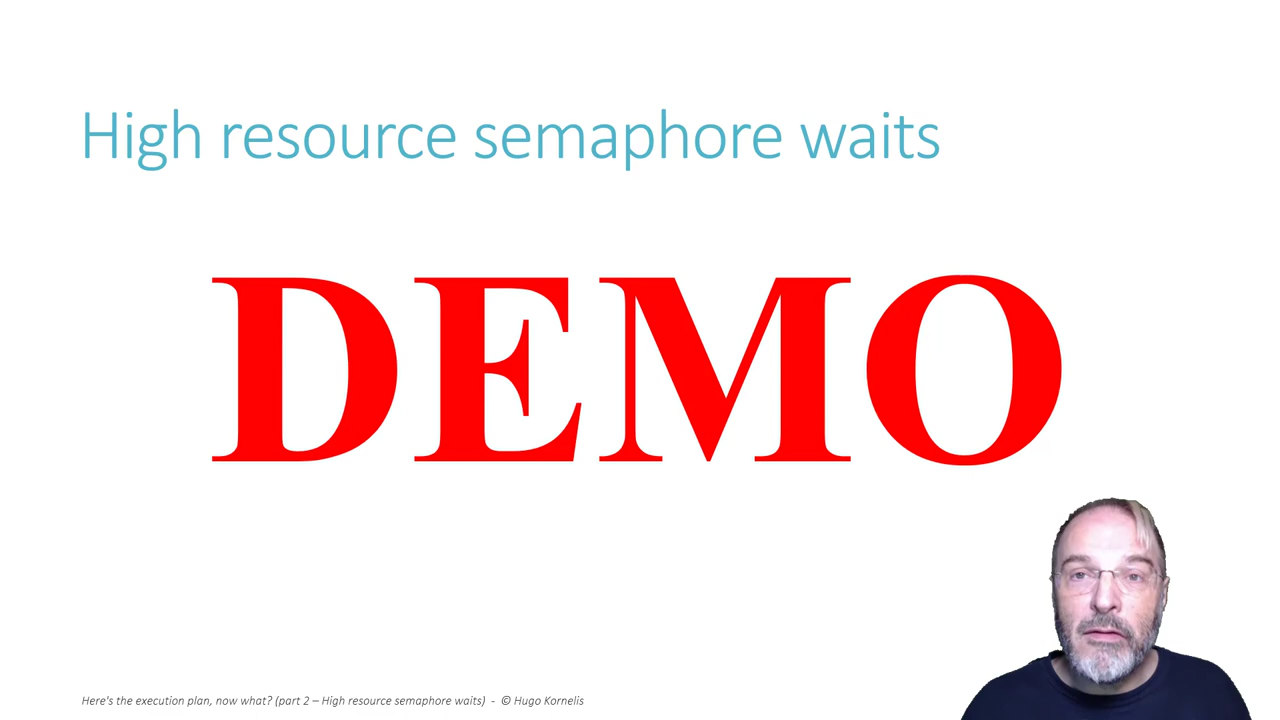 High resource semaphore waits
DEMO
Here's the execution plan, now what? (part 2 – High resource semaphore waits) - © Hugo Kornelis